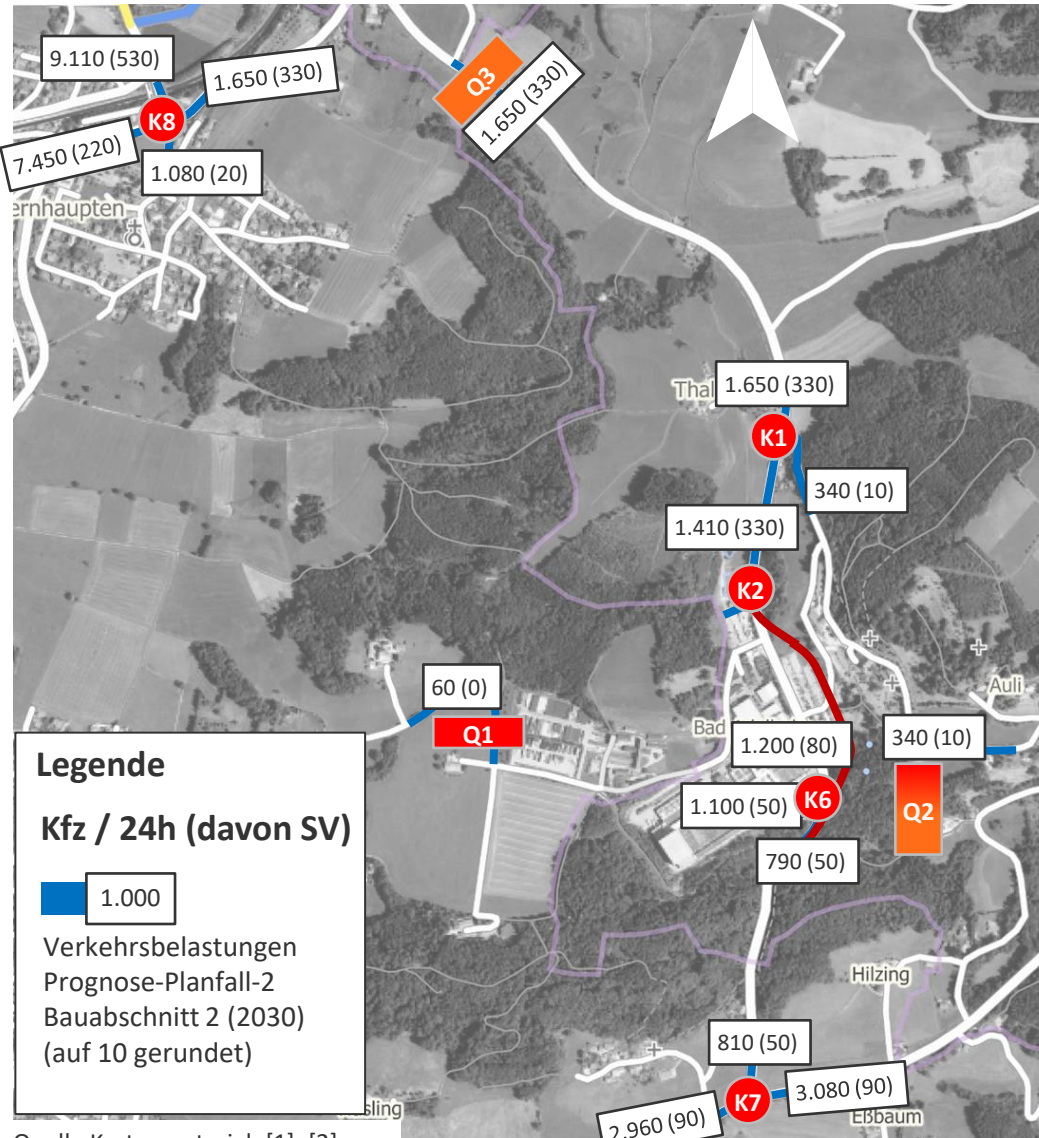 9.110 (530)
1.650 (330)
K8
7.450 (220)
1.080 (20)
ernhaupten
Q3
1.650 (330)
Thal
1.650 (330)
K1
340 (10)
1.410 (330)
K2
60 (0)
Q1
Auli
Bad
1.200 (80)
340 (10)
1.100 (50)
K6
Q2
790 (50)
Hilzing
810 (50)
K7
3.080 (90)
2.960 (90)
Eßbaum
Legende
Kfz / 24h (davon SV)
1.000
Verkehrsbelastungen
Prognose-Planfall-2
Bauabschnitt 2 (2030)
(auf 10 gerundet)
sling